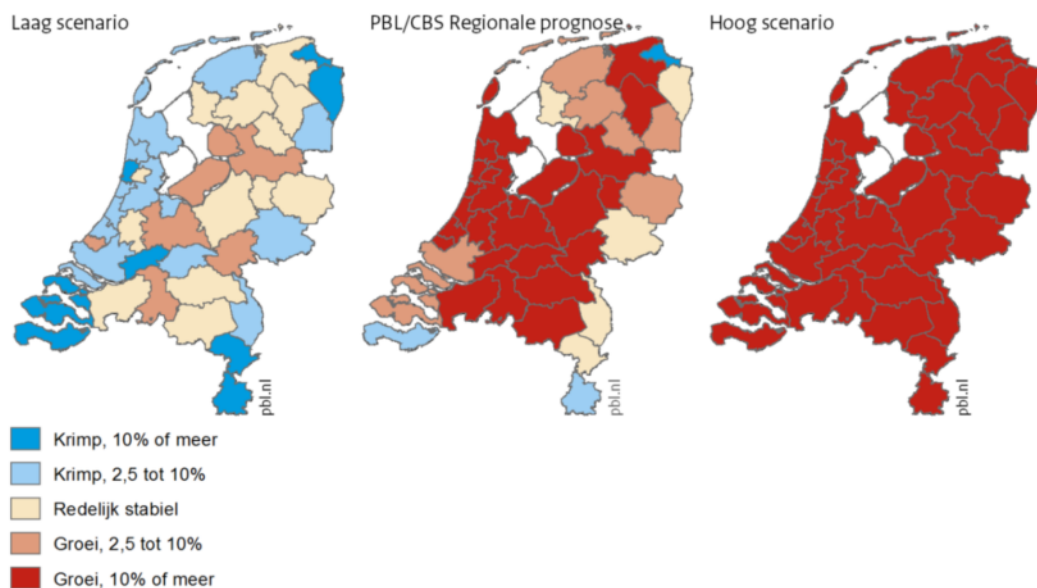 Laag scenario
PBL/CBS Regionale prognose
Hoog scenario
pbl.nl
pbl.nl
pbl.nl
Krimp, 10% of meer
Krimp, 2,5 tot 10%
Redelijk stabiel
Groei, 2,5 tot 10%
Groei, 10% of meer